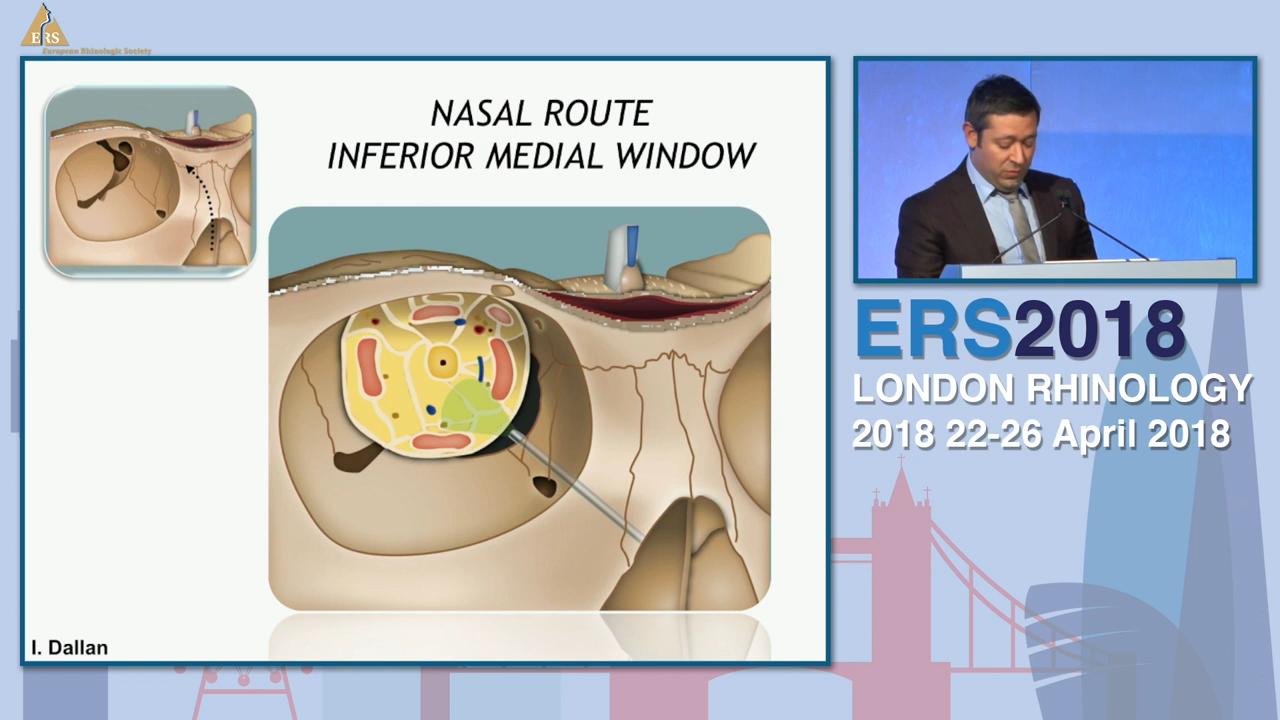 ERS
European Rhinologic Society
NASAL ROUTE
INFERIOR MEDIAL WINDOW
I. Dallan
ERS2018
LONDON RHINOLOGY
2018 22-26 April 2018